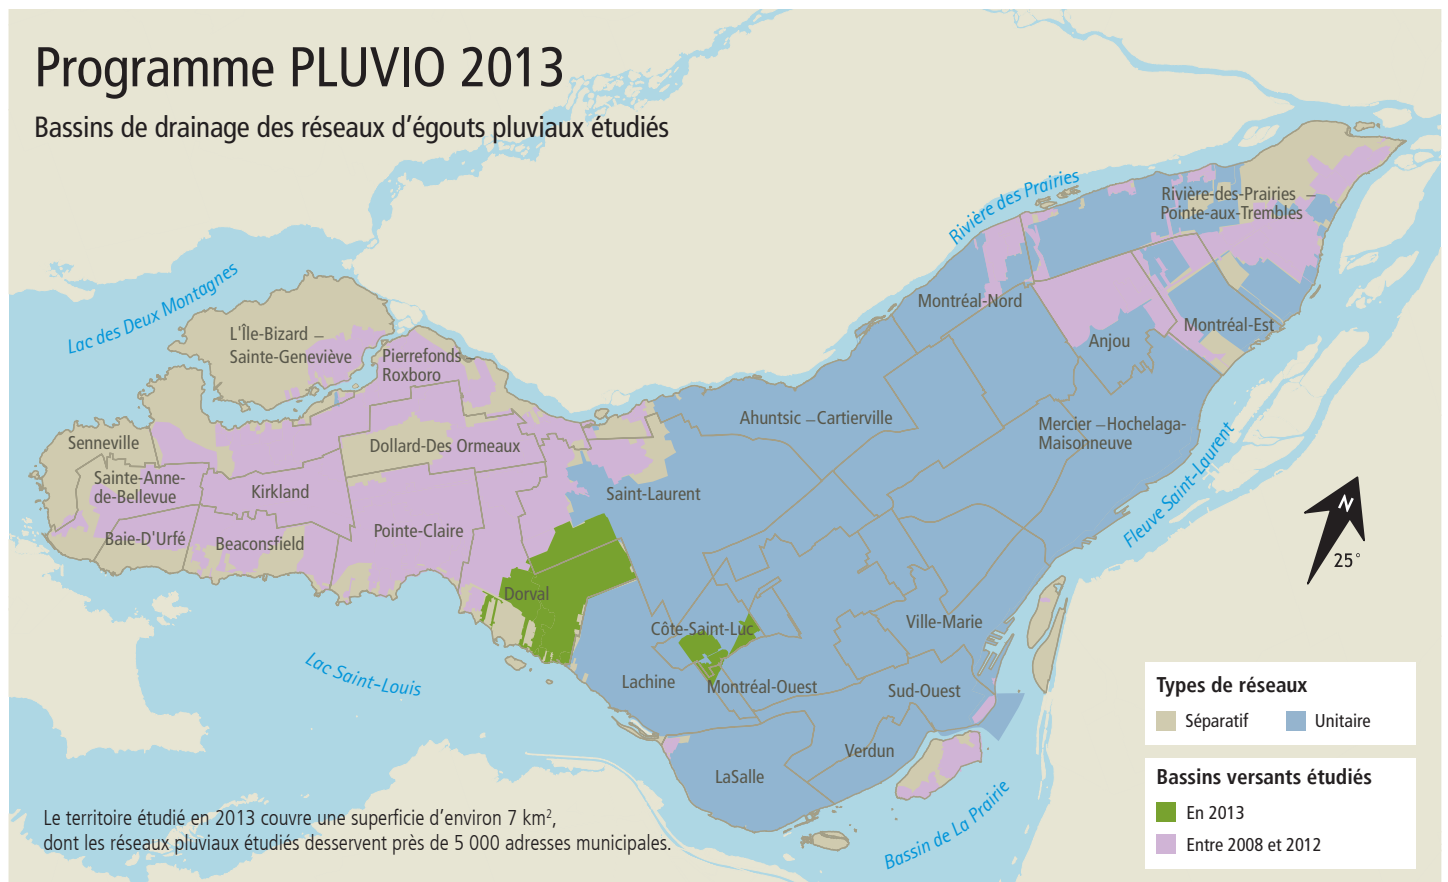 Programme PLUVIO 2013
Bassins de drainage des réseaux d’égouts pluviaux étudiés
Rivière des Prairies
Rivière-des-Prairies –
Pointe-aux-Trembles
Lac des Deux Montagnes
Montréal-Nord
L'Île-Bizard –
Sainte-Geneviève
Pierrefonds –
Roxboro
Montréal-Est
Anjou
Ahuntsic – Cartierville
Mercier – Hochelaga-
Maisonneuve
Senneville
Dollard-Des Ormeaux
Sainte-Anne-
de-Bellevue
Kirkland
Saint-Laurent
Fleuve Saint-Laurent
N
25°
Baie-D'Urfé
Beaconsfield
Pointe-Claire
Dorval
Côte-Saint-Luc
Ville-Marie
Lac Saint-Louis
Lachine
Montréal-Ouest
Sud-Ouest
Verdun
LaSalle
Bassin de La Prairie
Types de réseaux
Séparatif
Unitaire
Bassins versants étudiés
En 2013
Entre 2008 et 2012
Le territoire étudié en 2013 couvre une superficie d’environ 7 km²,
dont les réseaux pluviaux étudiés desservent près de 5 000 adresses municipales.